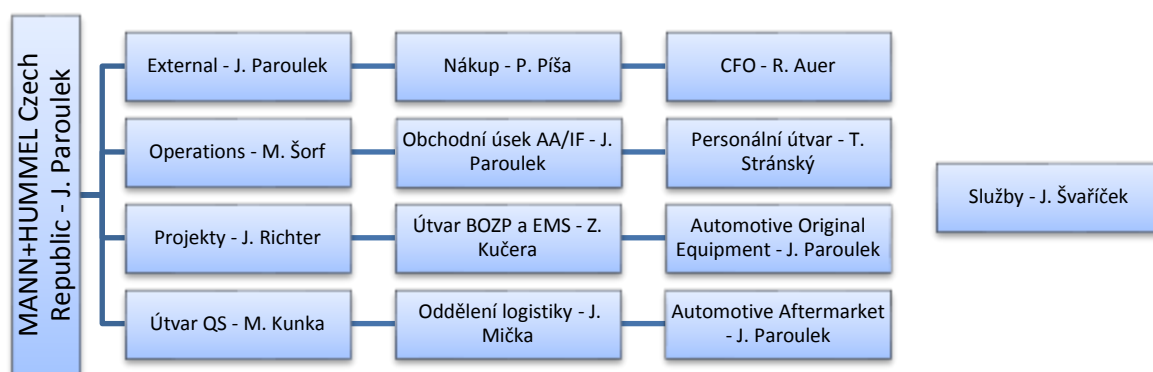 MANN+HUMMEL Czech
Republic - J. Paroulek
External - J. Paroulek
Nákup - P. Píša
CFO - R. Auer
Operations - M. Šorf
Obchodní úsek AA/IF - J.
Paroulek
Personální útvar - T.
Stránský
Služby - J. Švaříček
Projekty - J. Richter
Útvar BOZP a EMS - Z.
Kučera
Automotive Original
Equipment - J. Paroulek
Útvar QS - M. Kunka
Oddělení logistiky - J.
Mička
Automotive Aftermarket
- J. Paroulek